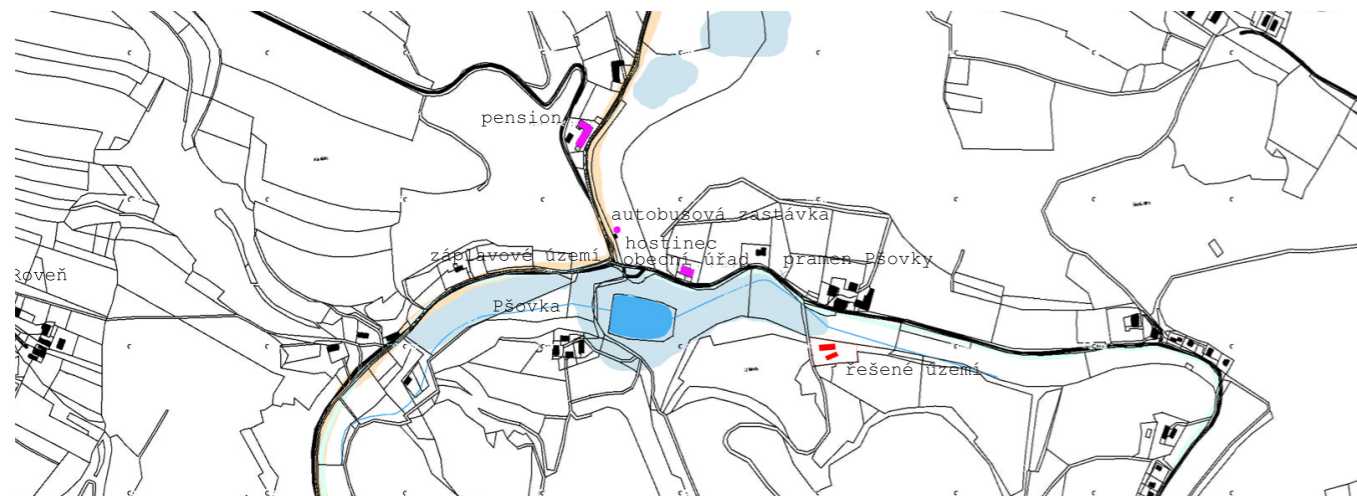 pension
autobusová zastávka
hostinec
záplavové území
obecní úřad
pramen Pšovky
Roveň
Pšovka
řešené území